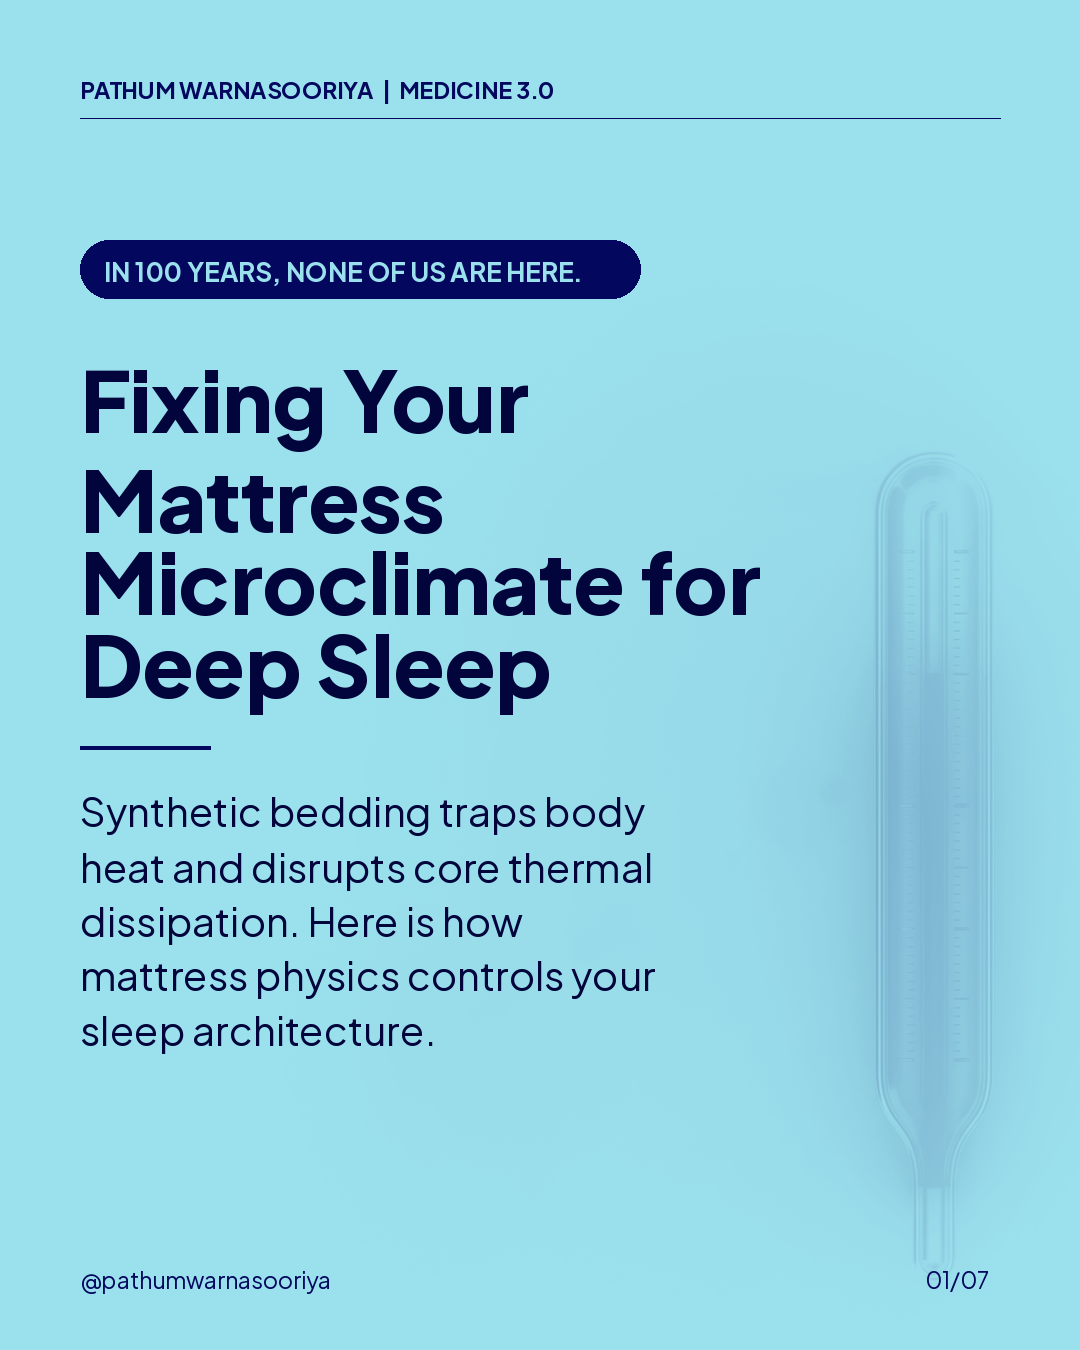 PATHUM WARNASOORIYA | MEDICINE 3.0
IN 100 YEARS, NONE OF US ARE HERE.
Fixing Your
Mattress
Microclimate for
Deep Sleep
Synthetic bedding traps body
heat and disrupts core thermal
dissipation. Here is how
mattress physics controls your
sleep architecture.
@pathumwarnasooriya
01/07